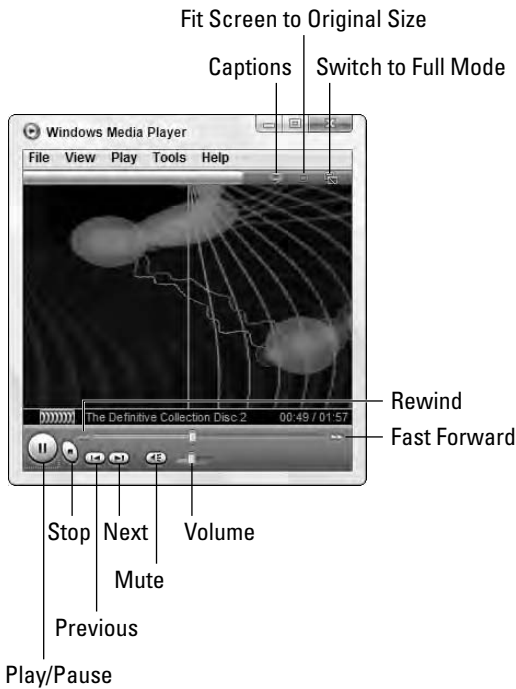 Fit Screen to Original Size
Captions Switch to Full Mode
Windows Media Player
File View Play Tools Help
The Definitive Collection Disc 2 00:49 / 01:57
Rewind
Fast Forward
Stop Next Volume
Mute
Previous
Play/Pause